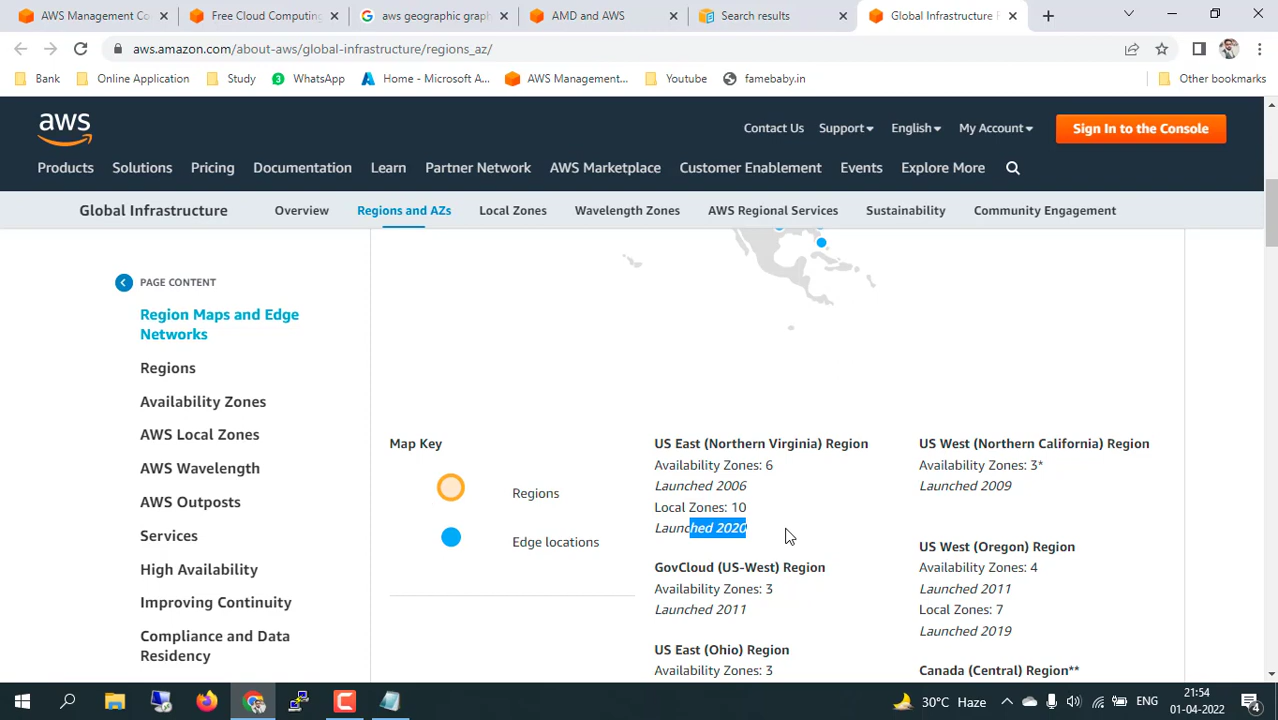 AWS Management Co
Free Cloud Computing
aws geographic graph
AMD and AWS
Search results
Global Infrastructure R
aws.amazon.com/about-aws/global-infrastructure/regions_az/
Bank
Online Application
Study
WhatsApp
Home - Microsoft A...
AWS Management...
Youtube
famebaby.in
Other bookmarks
aws
Contact Us
Support
English
My Account
Sign In to the Console
Products
Solutions
Pricing
Documentation
Learn
Partner Network
AWS Marketplace
Customer Enablement
Events
Explore More
Global Infrastructure
Overview
Regions and AZs
Local Zones
Wavelength Zones
AWS Regional Services
Sustainability
Community Engagement
PAGE CONTENT
Region Maps and Edge
Networks
Regions
Availability Zones
AWS Local Zones
AWS Wavelength
AWS Outposts
Services
High Availability
Improving Continuity
Compliance and Data
Residency
Map Key
Regions
Edge locations
US East (Northern Virginia) Region
Availability Zones: 6
Launched 2006
Local Zones: 10
Launched 2020
GovCloud (US-West) Region
Availability Zones: 3
Launched 2011
US East (Ohio) Region
Availability Zones: 3
US West (Northern California) Region
Availability Zones: 3*
Launched 2009
US West (Oregon) Region
Availability Zones: 4
Launched 2011
Local Zones: 7
Launched 2019
Canada (Central) Region**
30°C Haze
ENG
21:54
01-04-2022
4